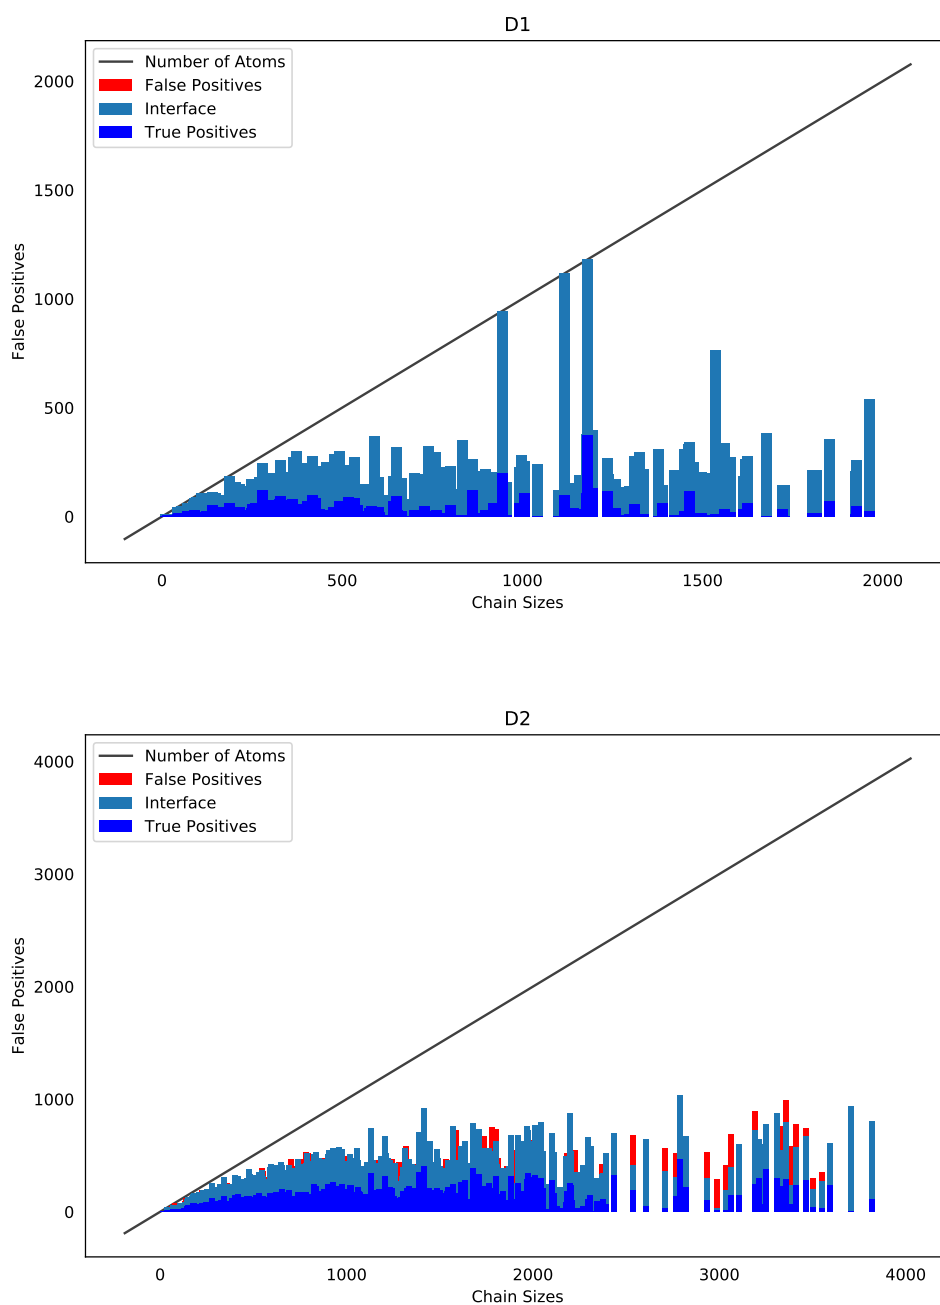 D1
Number of Atoms
False Positives
Interface
True Positives
2000
1500
1000
500
0
False Positives
0 500 1000 1500 2000
Chain Sizes
D2
Number of Atoms
False Positives
Interface
True Positives
4000
3000
2000
1000
0
False Positives
0 1000 2000 3000 4000
Chain Sizes